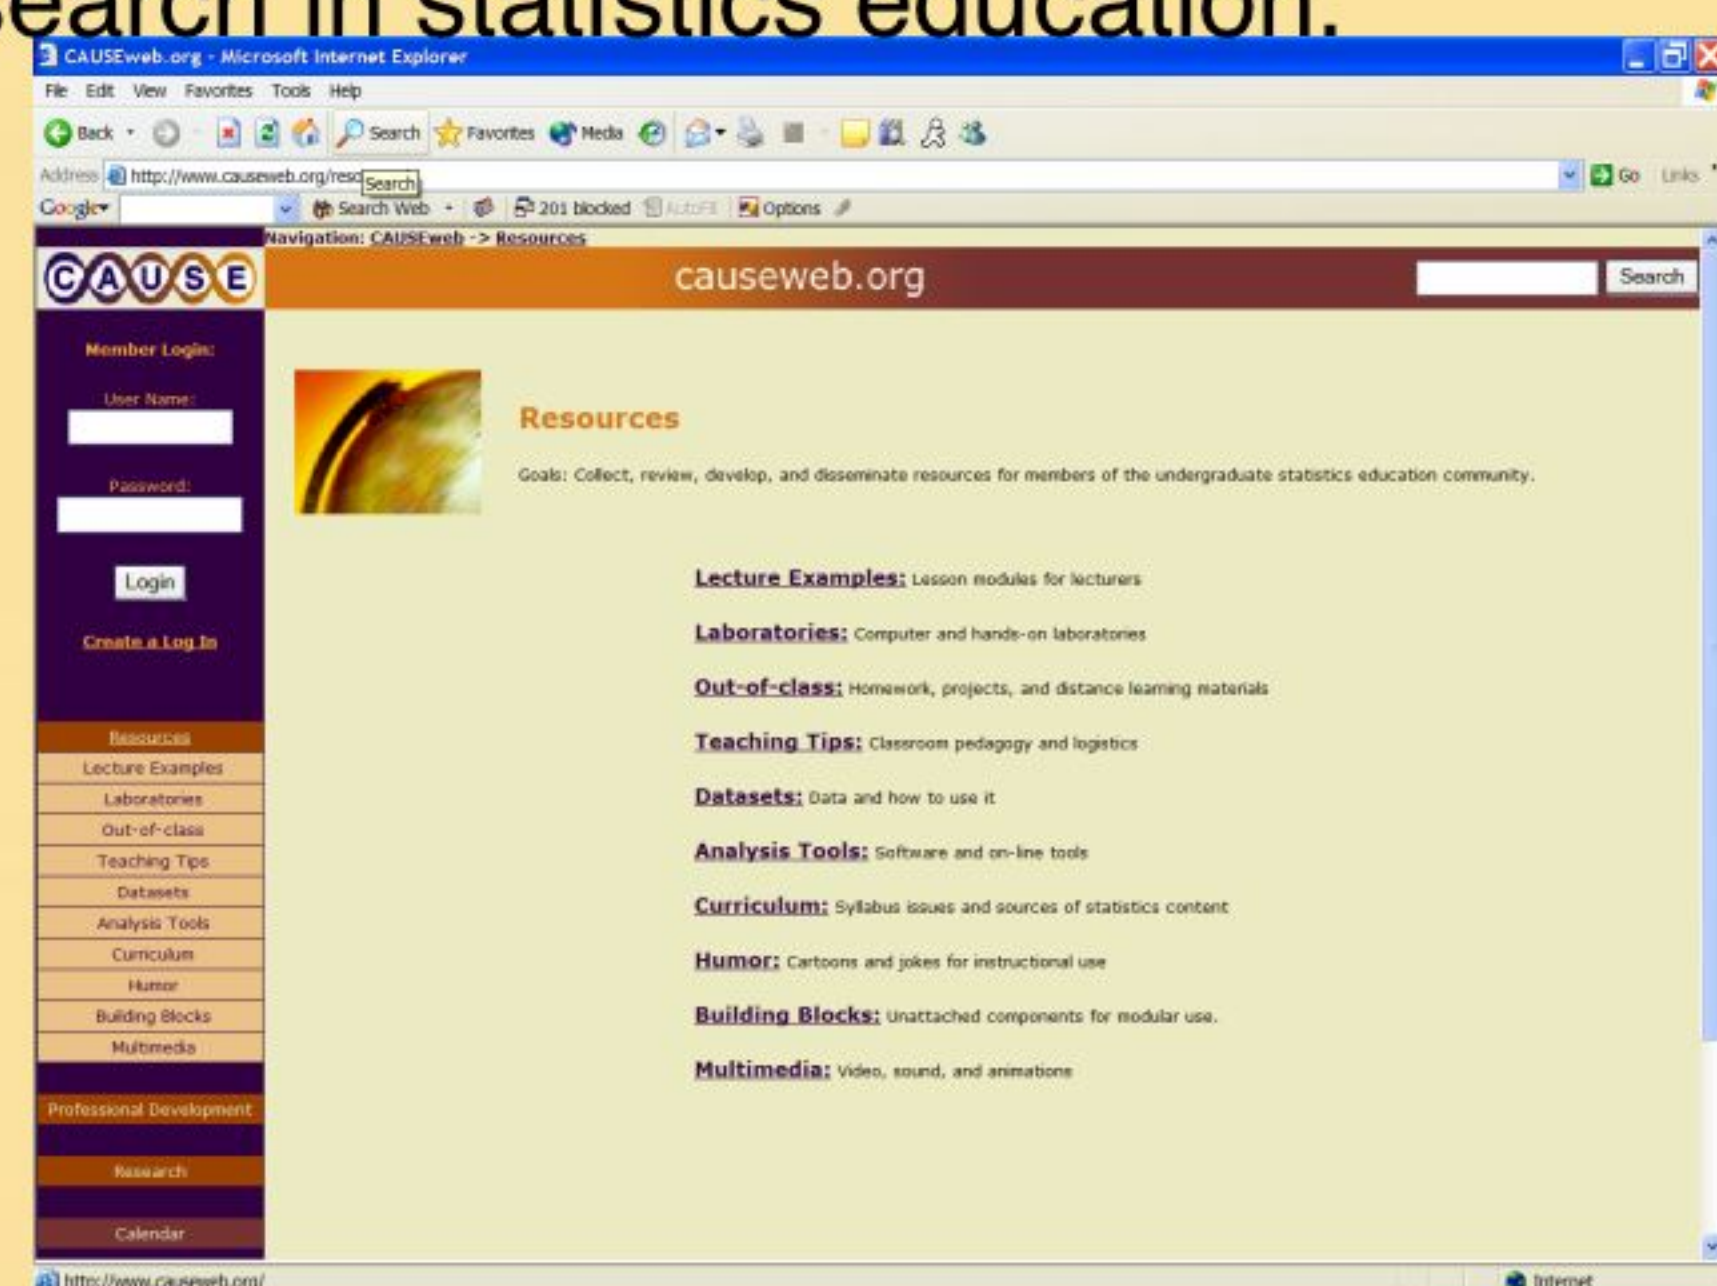 search in statistics education.
CAUSEweb.org - Microsoft Internet Explorer
File Edit View Favorites Tools Help
Back Search Favorites Media
Address http://www.causeweb.org/reso Go Links
Search
Google Search Web 201 blocked AutoFill Options
Navigation: CAUSEweb -> Resources
CAUSE causeweb.org Search
Member Login:
User Name:
Password:
Login
Create a Log In
Resources
Lecture Examples
Laboratories
Out-of-class
Teaching Tips
Datasets
Analysis Tools
Curriculum
Humor
Building Blocks
Multimedia
Professional Development
Research
Calendar
Resources
Goals: Collect, review, develop, and disseminate resources for members of the undergraduate statistics education community.
Lecture Examples: Lesson modules for lecturers
Laboratories: Computer and hands-on laboratories
Out-of-class: Homework, projects, and distance learning materials
Teaching Tips: Classroom pedagogy and logistics
Datasets: Data and how to use it
Analysis Tools: Software and on-line tools
Curriculum: Syllabus issues and sources of statistics content
Humor: Cartoons and jokes for instructional use
Building Blocks: Unattached components for modular use.
Multimedia: Video, sound, and animations
http://www.causeweb.org/ Internet